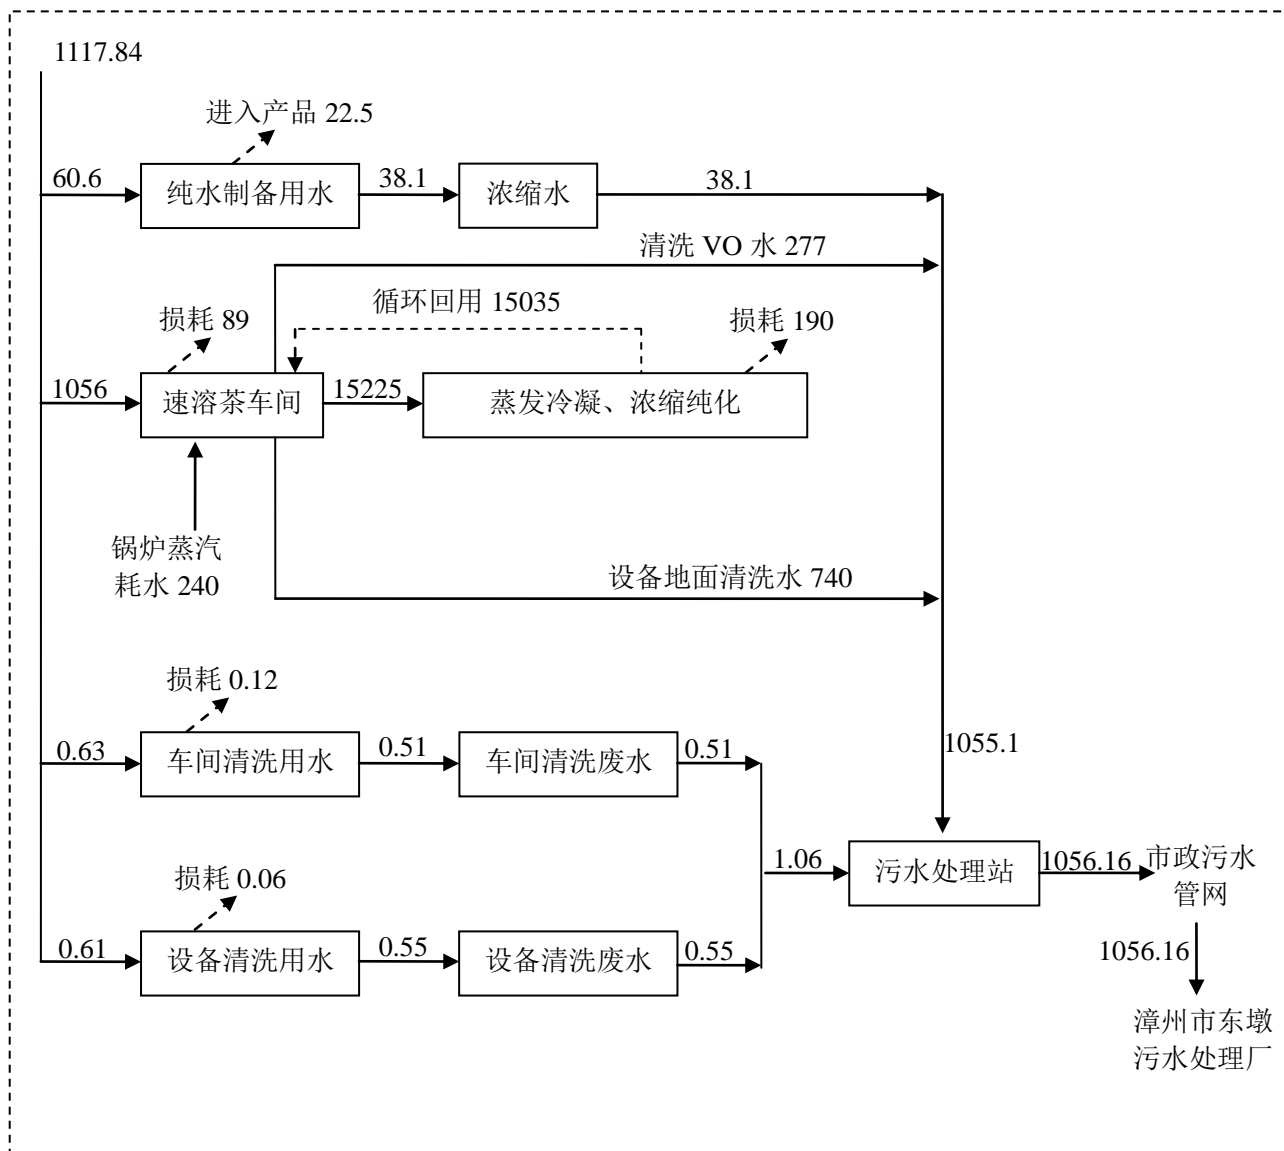 1117.84
进入产品 22.5
60.6
纯水制备用水
38.1
浓缩水
38.1
清洗 VO 水 277
循环回用 15035
损耗 89
损耗 190
1056
速溶茶车间
15225
蒸发冷凝、浓缩纯化
锅炉蒸汽
耗水 240
设备地面清洗水 740
损耗 0.12
0.63
车间清洗用水
0.51
车间清洗废水
0.51
1055.1
1.06
污水处理站
1056.16
市政污水
管网
损耗 0.06
0.61
设备清洗用水
0.55
设备清洗废水
0.55
1056.16
漳州市东墩
污水处理厂